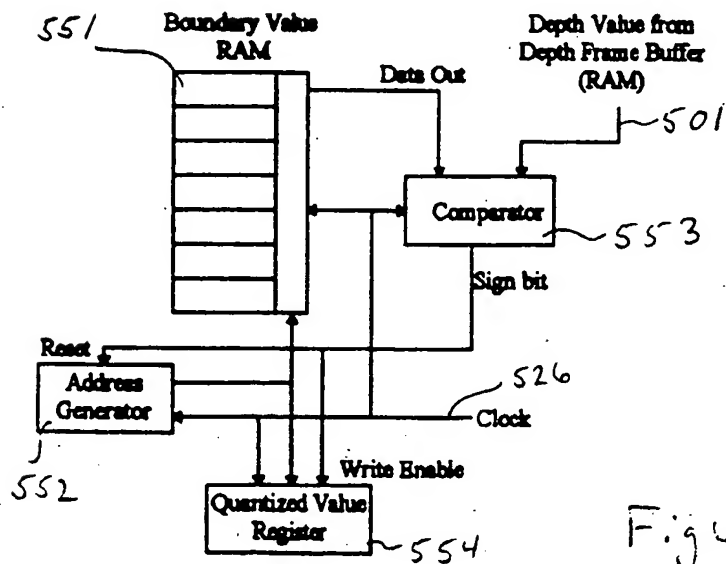 551
Boundary Value
RAM
Depth Value from
Depth Frame Buffer
(RAM)
Data Out
501
Comparator
553
Sign bit
Reset
Address
Generator
526
Clock
552
Write Enable
Quantized Value
Register
554
Figu